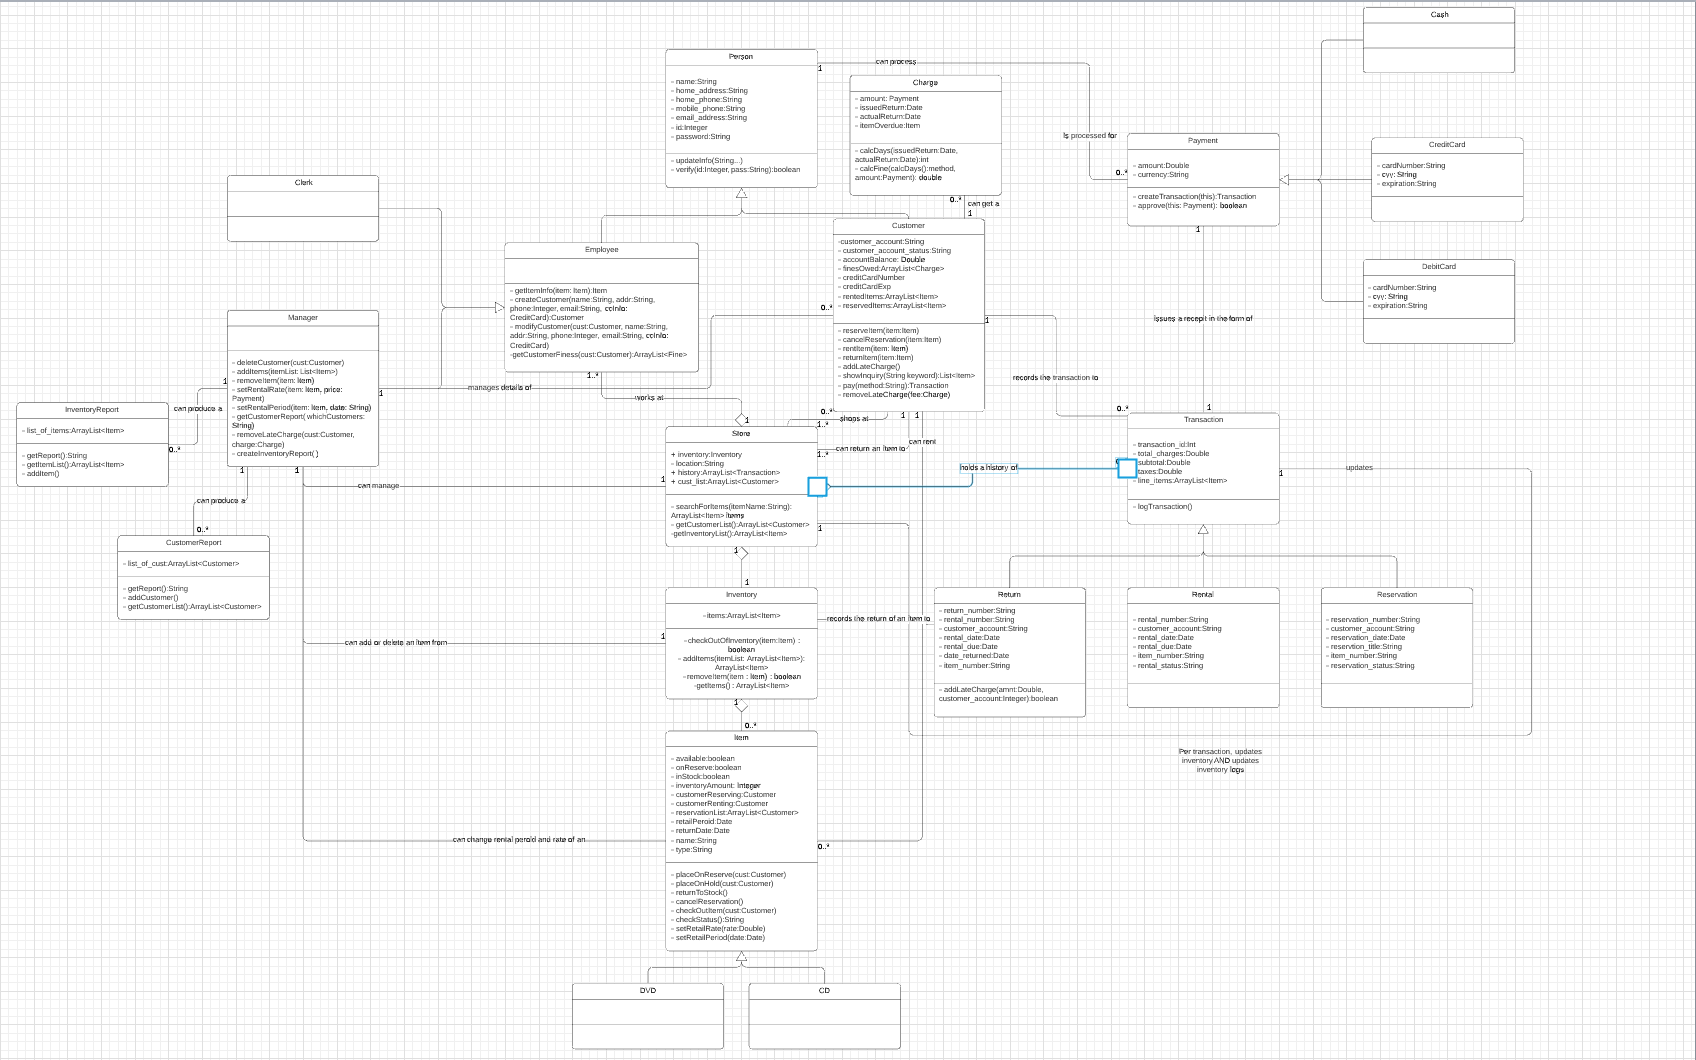 Cash
Person
- name:String
- home_address:String
- home_phone:String
- mobile_phone:String
- email_address:String
- id:Integer
- password:String
- updateInfo(String...)
- verify(id:Integer, pass:String):boolean
1
can process
Charge
- amount: Payment
- issuedReturn:Date
- actualReturn:Date
- itemOverdue:Item
- calcDays(issuedReturn:Date,
actualReturn:Date):int
- calcFine(calcDays():method,
amount:Payment): double
0..*
can get a
1
Is processed for
0..*
Payment
- amount:Double
- currency:String
- createTransaction(this):Transaction
- approve(this: Payment): boolean
1
CreditCard
- cardNumber:String
- cvv: String
- expiration:String
DebitCard
- cardNumber:String
- cvv: String
- expiration:String
Clerk
Employee
- getItemInfo(item: Item):Item
- createCustomer(name:String, addr:String,
phone:Integer, email:String, ccInfo:
CreditCard):Customer
- modifyCustomer(cust:Customer, name:String,
addr:String, phone:Integer, email:String, ccInfo:
CreditCard)
-getCustomerFiness(cust:Customer):ArrayList<Fine>
1..*
works at
Customer
-customer_account:String
- customer_account_status:String
- accountBalance: Double
- finesOwed:ArrayList<Charge>
- creditCardNumber
- creditCardExp
- rentedItems:ArrayList<Item>
- reservedItems:ArrayList<Item>
- reserveItem(item:Item)
- cancelReservation(item:Item)
- rentItem(item: Item)
- returnItem(item:Item)
- addLateCharge()
- showInquiry(String keyword):List<Item>
- pay(method:String):Transaction
- removeLateCharge(fee:Charge)
0..*
1
records the transaction to
0..*
Issues a recepit in the form of
1
Manager
- deleteCustomer(cust:Customer)
- addItems(itemList: List<Item>)
- removeItem(item: Item)
- setRentalRate(item: Item, price:
Payment)
- setRentalPeriod(item: Item, date: String)
- getCustomerReport( whichCustomers:
String)
- removeLateCharge(cust:Customer,
charge:Charge)
- createInventoryReport( )
1
manages details of
1
can produce a
0..*
InventoryReport
- list_of_items:ArrayList<Item>
- getReport():String
- getItemList():ArrayList<Item>
- addItem()
1
can produce a
0..*
CustomerReport
- list_of_cust:ArrayList<Customer>
- getReport():String
- addCustomer()
- getCustomerList():ArrayList<Customer>
1
can manage
1
can add or delete an item from
1
can change rental peroid and rate of an
1
Store
+ inventory:Inventory
- location:String
+ history:ArrayList<Transaction>
+ cust_list:ArrayList<Customer>
- searchForItems(itemName:String):
ArrayList<Item> Items
- getCustomerList():ArrayList<Customer>
-getInventoryList():ArrayList<Item>
0..*
shops at
1..*
1
1
can return an item to
1..*
can rent
holds a history of
1
1
1
Inventory
- items:ArrayList<Item>
- checkOutOfInventory(item:Item) :
boolean
- addItems(itemList: ArrayList<Item>):
ArrayList<Item>
- removeItem(item : Item) : boolean
-getItems() : ArrayList<Item>
records the return of an item to
1
0..*
Item
- available:boolean
- onReserve:boolean
- inStock:boolean
- inventoryAmount: Integer
- customerReserving:Customer
- customerRenting:Customer
- reservationList:ArrayList<Customer>
- retailPeroid:Date
- returnDate:Date
- name:String
- type:String
- placeOnReserve(cust:Customer)
- placeOnHold(cust:Customer)
- returnToStock()
- cancelReservation()
- checkOutItem(cust:Customer)
- checkStatus():String
- setRetailRate(rate:Double)
- setRetailPeriod(date:Date)
0..*
DVD
CD
Transaction
- transaction_id:Int
- total_charges:Double
subtotal:Double
taxes:Double
- line_items:ArrayList<Item>
- logTransaction()
1
updates
Return
- return_number:String
- rental_number:String
- customer_account:String
- rental_date:Date
- rental_due:Date
- date_returned:Date
- item_number:String
- addLateCharge(amnt:Double,
customer_account:Integer):boolean
Rental
- rental_number:String
- customer_account:String
- rental_date:Date
- rental_due:Date
- item_number:String
- rental_status:String
Reservation
- reservation_number:String
- customer_account:String
- reservation_date:Date
- reservtion_title:String
- item_number:String
- reservation_status:String
Per transaction, updates
inventory AND updates
inventory logs